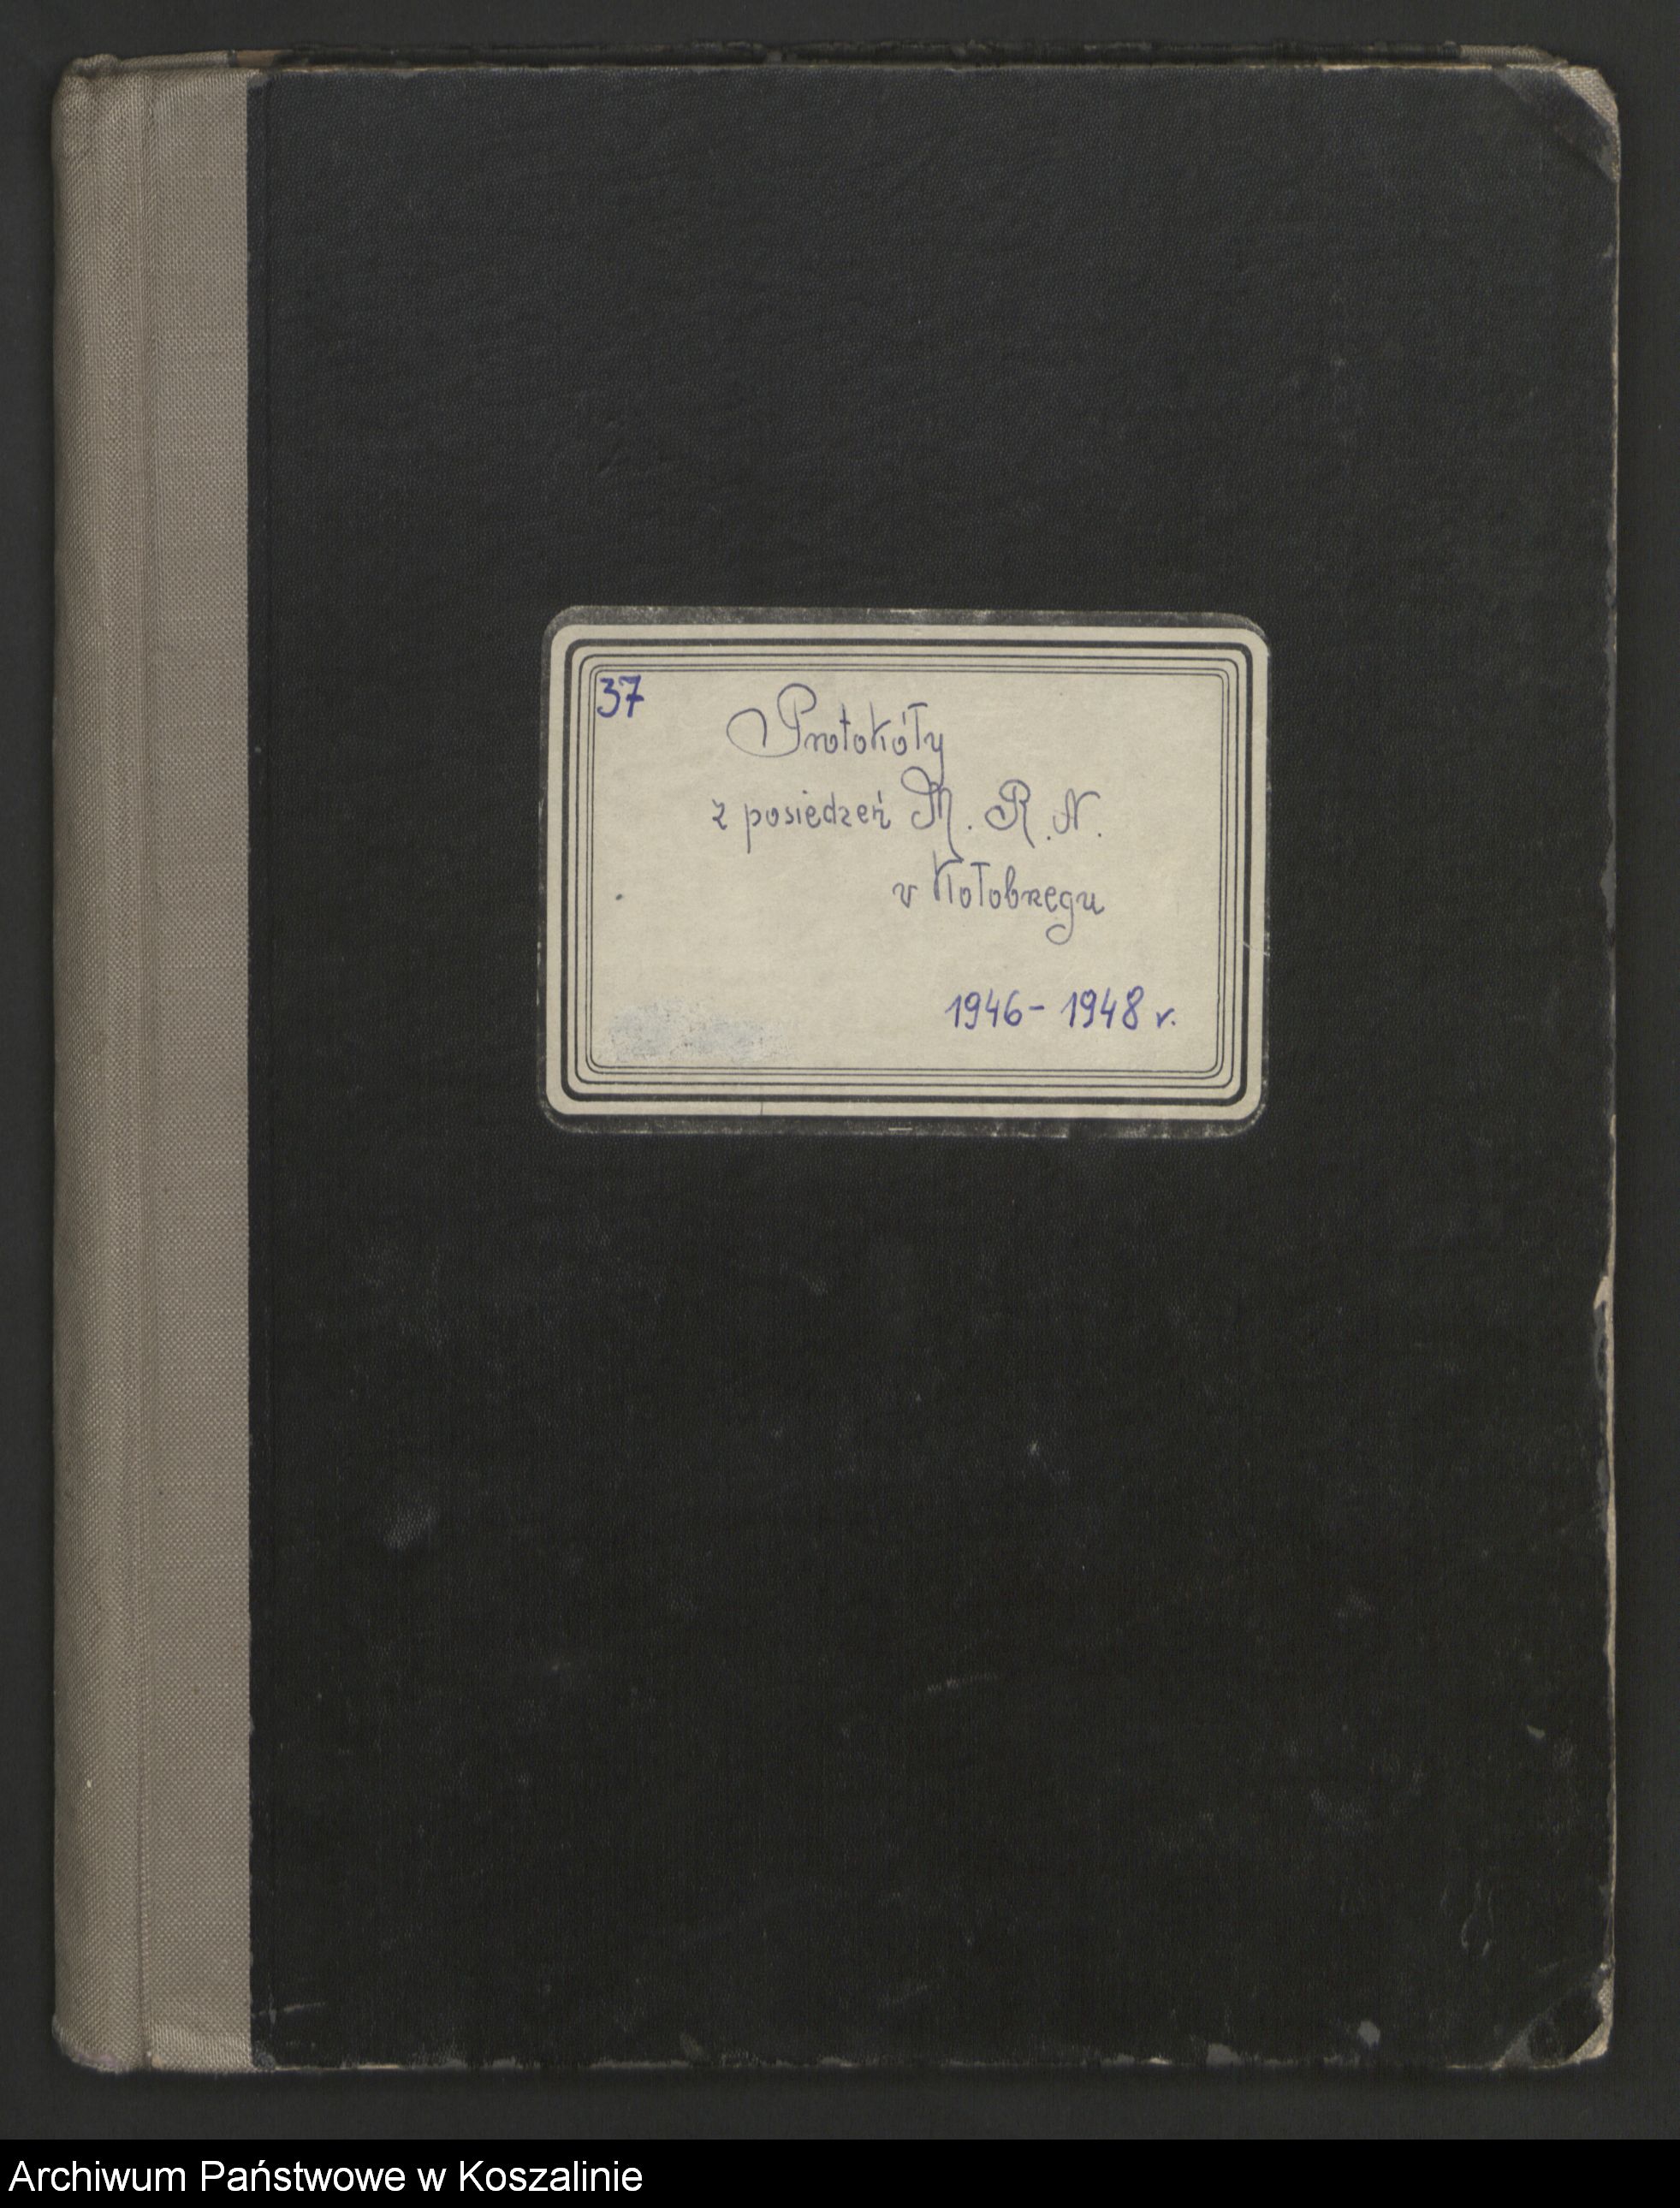 37
Protokóły
z posiedzeń M. R. N.
w Kołobrzegu
1946 - 1948 r.
Archiwum Państwowe w Koszalinie